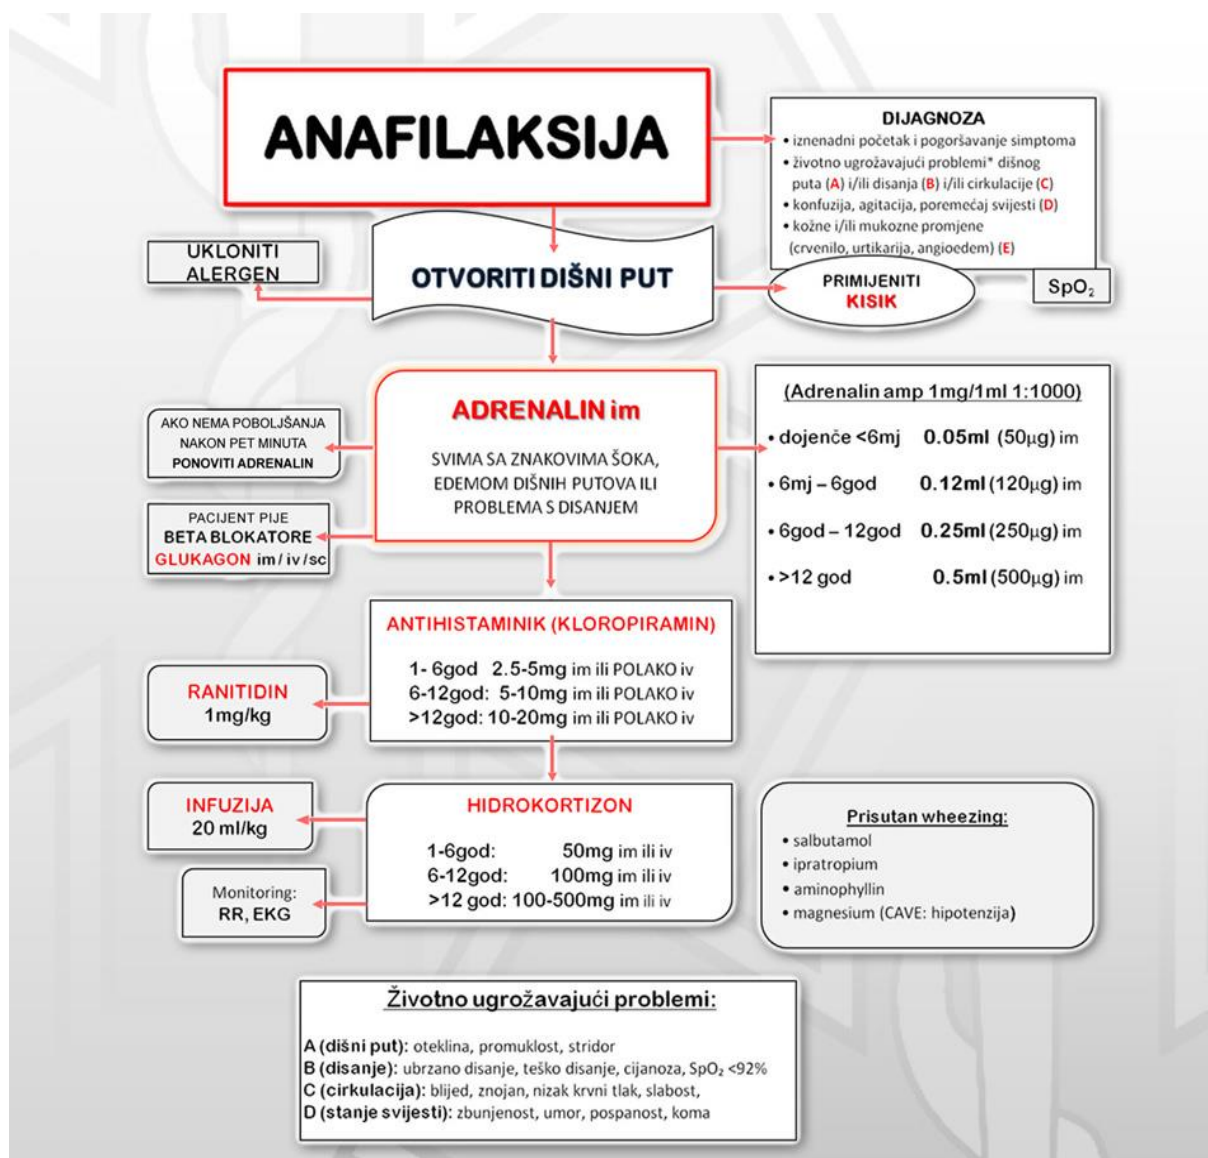 ANAFILAKSIJA
DIJAGNOZA
• iznenadni početak i pogoršavanje simptoma
• životno ugrožavajući problemi* dišnog
puta (A) i/ili disanja (B) i/ili cirkulacije (C)
• konfuzija, agitacija, poremećaj svijesti (D)
• kožne i/ili mukozne promjene
(crvenilo, urtikarija, angioedem) (E)
UKLONITI
ALERGEN
OTVORITI DIŠNI PUT
PRIMIJENITI
KISIK
SpO₂
ADRENALIN im
SVIMA SA ZNAKOVIMA ŠOKA,
EDEMOM DIŠNIH PUTOVA ILI
PROBLEMA S DISANJEM
AKO NEMA POBOLJŠANJA
NAKON PET MINUTA
PONOVITI ADRENALIN
PACIJENT PIJE
BETA BLOKATORE
GLUKAGON im/ iv /sc
(Adrenalin amp 1mg/1ml 1:1000)
• dojenče <6mj 0.05ml (50µg) im
• 6mj – 6god 0.12ml (120µg) im
• 6god – 12god 0.25ml (250µg) im
• >12 god 0.5ml (500µg) im
ANTIHISTAMINIK (KLOROPIRAMIN)
1- 6god 2.5-5mg im ili POLAKO iv
6-12god: 5-10mg im ili POLAKO iv
>12god: 10-20mg im ili POLAKO iv
RANITIDIN
1mg/kg
INFUZIJA
20 ml/kg
HIDROKORTIZON
1-6god: 50mg im ili iv
6-12god: 100mg im ili iv
>12 god: 100-500mg im ili iv
Monitoring:
RR, EKG
Prisutan wheezing:
• salbutamol
• ipratropium
• aminophyllin
• magnesium (CAVE: hipotenzija)
Životno ugrožavajući problemi:
A (dišni put): oteklina, promuklost, stridor
B (disanje): ubrzano disanje, teško disanje, cijanoza, SpO₂ <92%
C (cirkulacija): blijed, znojan, nizak krvni tlak, slabost,
D (stanje svijesti): zbunjenost, umor, pospanost, koma